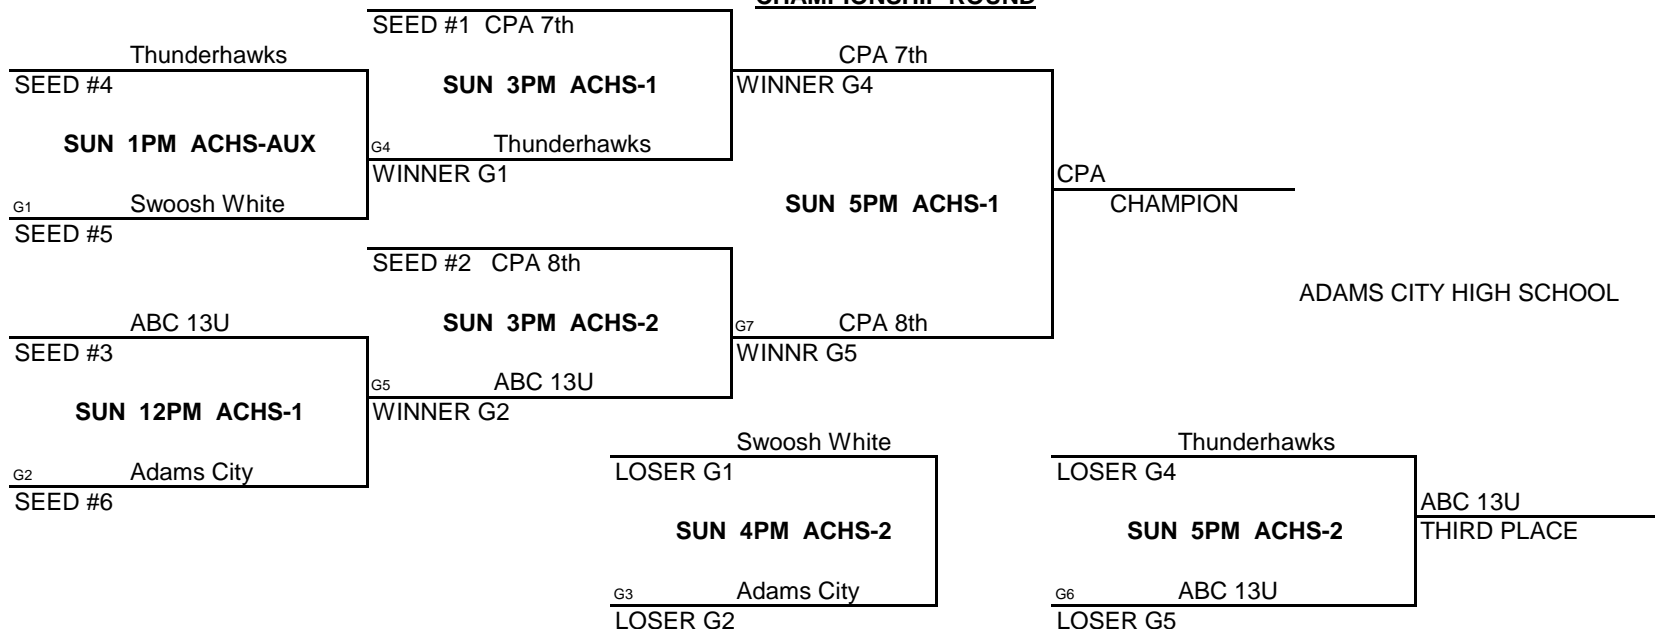 CHAMPIONSHIP ROUND
SEED #1 CPA 7th
Thunderhawks
CPA 7th
SEED #4
SUN 3PM ACHS-1
WINNER G4
SUN 1PM ACHS-AUX
G4 Thunderhawks
WINNER G1
CPA
G1 Swoosh White
SUN 5PM ACHS-1
CHAMPION
SEED #5
SEED #2 CPA 8th
ADAMS CITY HIGH SCHOOL
ABC 13U
SUN 3PM ACHS-2
G7 CPA 8th
SEED #3
WINNR G5
G5 ABC 13U
SUN 12PM ACHS-1
WINNER G2
Swoosh White
Thunderhawks
G2 Adams City
LOSER G1
LOSER G4
SEED #6
ABC 13U
SUN 4PM ACHS-2
SUN 5PM ACHS-2
THIRD PLACE
G3 Adams City
G6 ABC 13U
LOSER G2
LOSER G5